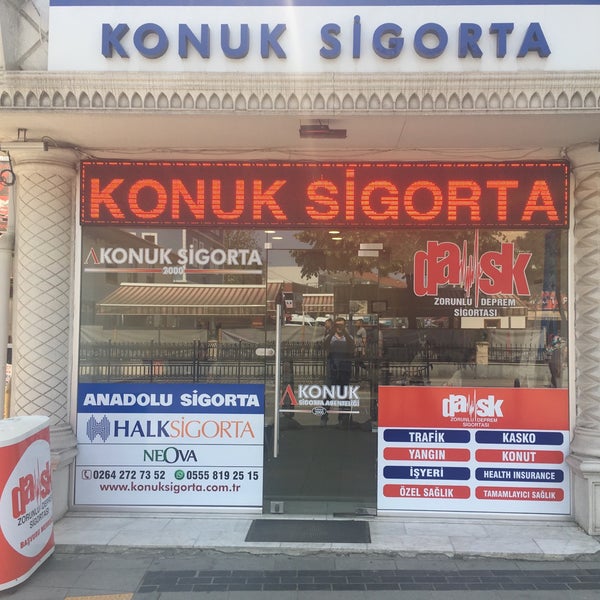 KONUK SİGORTA
KONUK SİGORTA
KONUK SİGORTA
2000
dask
ZORUNLU DEPREM
SİGORTASI
ANADOLU SİGORTA
HALKSİGORTA
NEOVA
0264 272 73 52 0555 819 25 15
www.konuksigorta.com.tr
KONUK
SİGORTA ACENTELİĞİ
dask
ZORUNLU DEPREM
SİGORTASI
TRAFİK KASKO
YANGIN KONUT
İŞYERİ HEALTH INSURANCE
ÖZEL SAĞLIK TAMAMLAYICI SAĞLIK
dask
ZORUNLU DEPREM
SİGORTASI